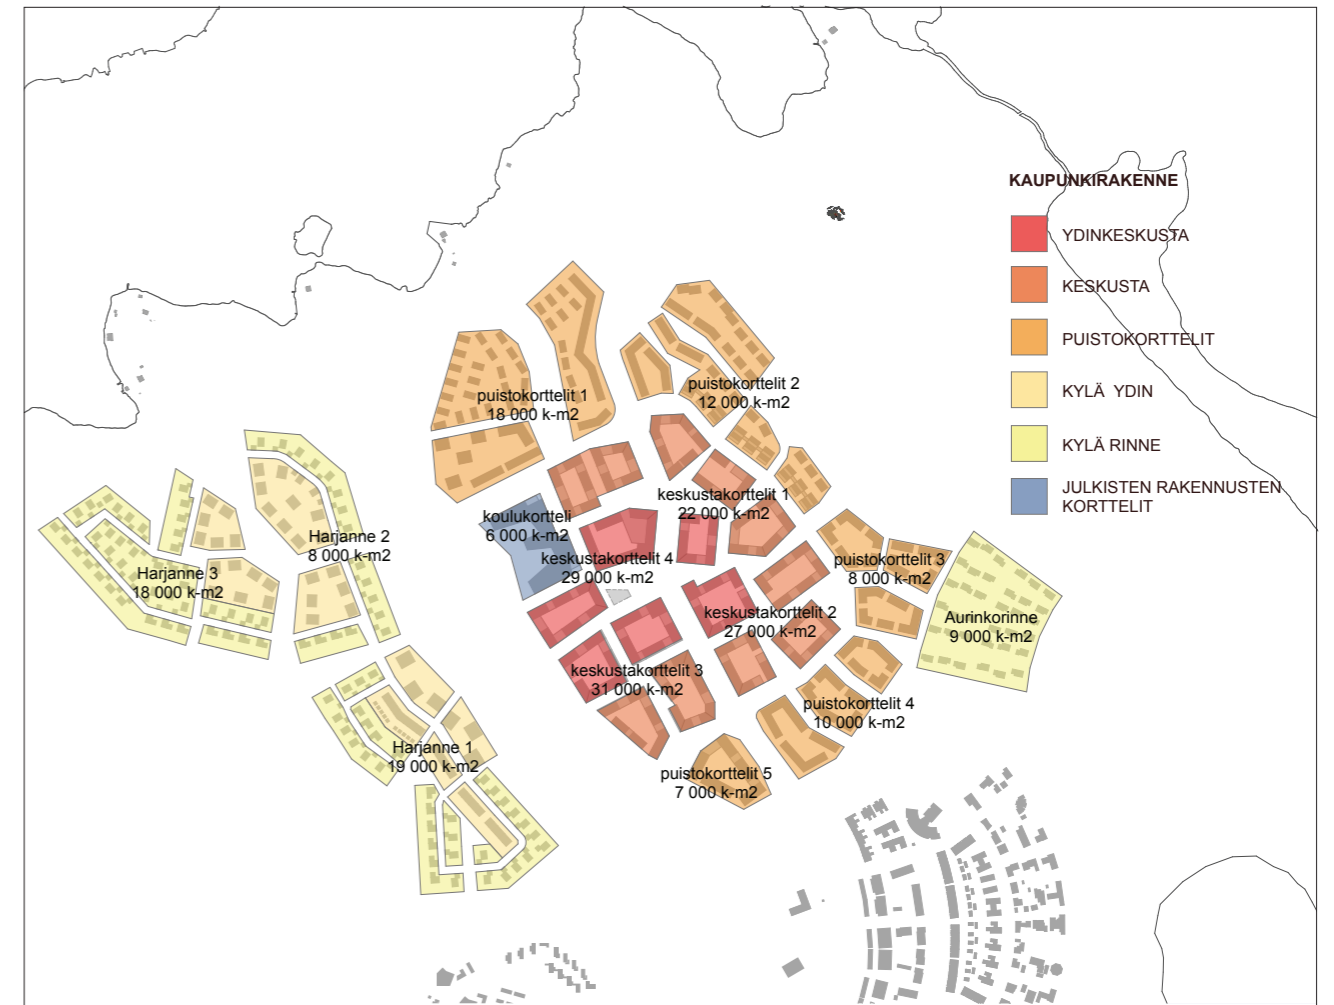 KAUPUNKIRAKENNE
YDINKESKUSTA
KESKUSTA
PUISTOKORTTELIT
KYLÄ YDIN
KYLÄ RINNE
JULKISTEN RAKENNUSTEN
KORTTELIT
puistokorttelit 1
18 000 k-m2
puistokorttelit 2
12 000 k-m2
keskustakorttelit 1
22 000 k-m2
koulukortteli
6 000 k-m2
keskustakorttelit 4
29 000 k-m2
puistokorttelit 3
8 000 k-m2
Harjanne 2
8 000 k-m2
Harjanne 3
18 000 k-m2
keskustakorttelit 2
27 000 k-m2
Aurinkorinne
9 000 k-m2
keskustakorttelit 3
31 000 k-m2
puistokorttelit 4
10 000 k-m2
Harjanne 1
19 000 k-m2
puistokorttelit 5
7 000 k-m2